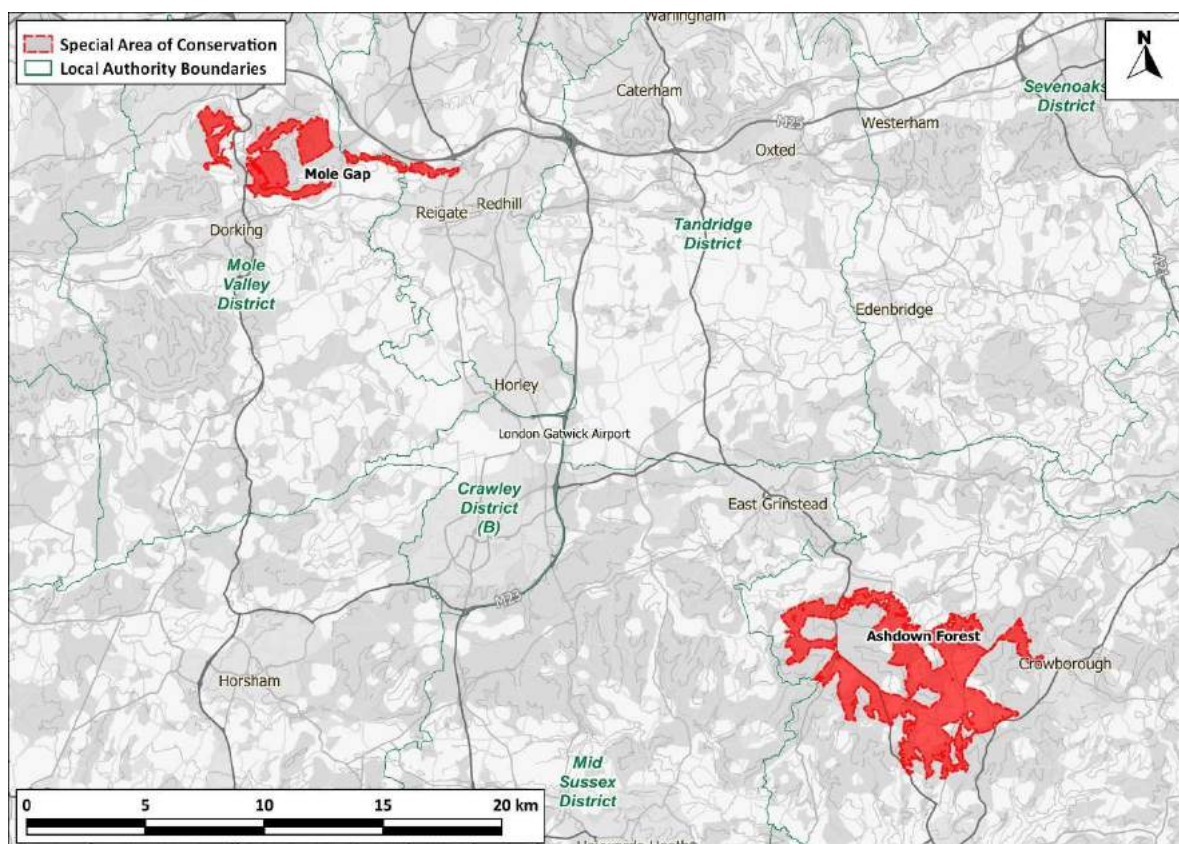 Special Area of Conservation
Local Authority Boundaries
N
Warlingham
Caterham
Sevenoaks
District
M25
Westerham
Oxted
Mole Gap
Reigate
Redhill
Dorking
Tandridge
District
Mole
Valley
District
A21
Edenbridge
Horley
London Gatwick Airport
Crawley
District
(B)
East Grinstead
M23
Ashdown Forest
Crowborough
Horsham
Mid
Sussex
District
0 5 10 15 20 km